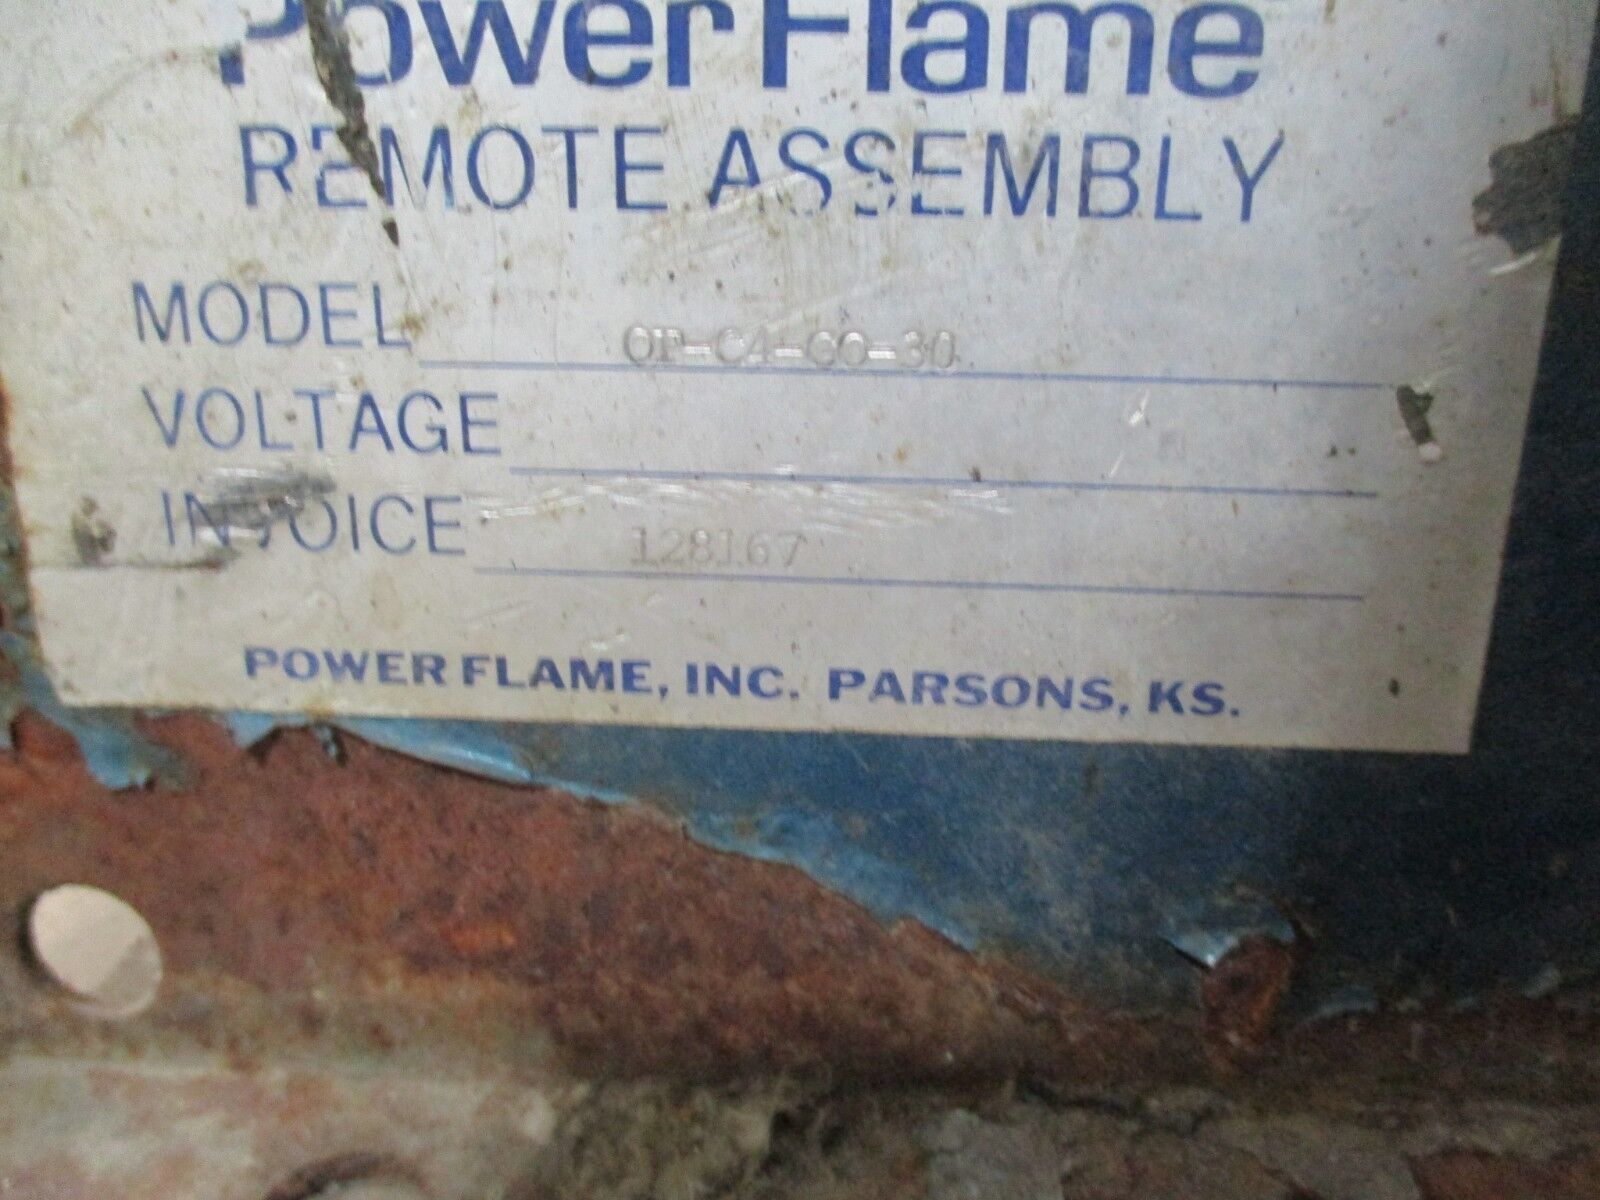 Power Flame
REMOTE ASSEMBLY
MODEL OP-C4-GO-30
VOLTAGE
INVOICE 128167
POWER FLAME, INC. PARSONS, KS.